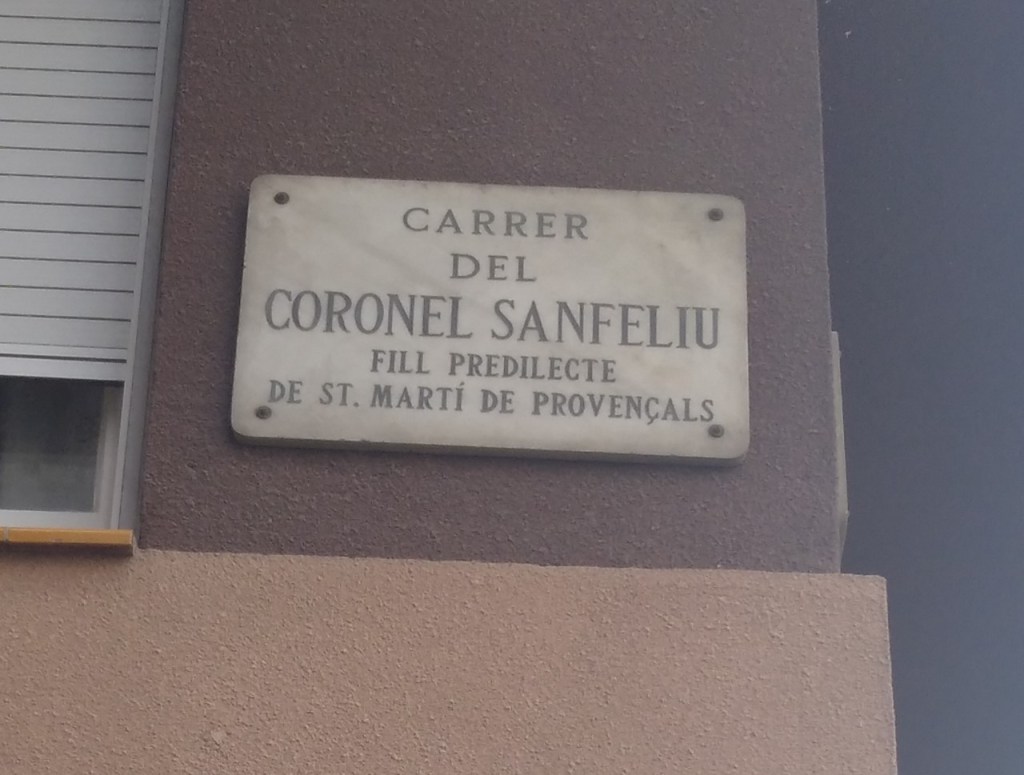 CARRER
DEL
CORONEL SANFELIU
FILL PREDILECTE
DE ST. MARTÍ DE PROVENÇALS